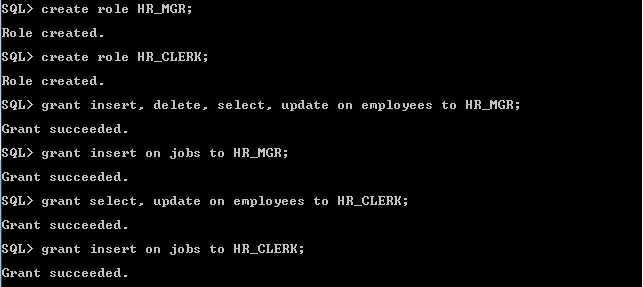 SQL> create role HR_MGR;
Role created.
SQL> create role HR_CLERK;
Role created.
SQL> grant insert, delete, select, update on employees to HR_MGR;
Grant succeeded.
SQL> grant insert on jobs to HR_MGR;
Grant succeeded.
SQL> grant select, update on employees to HR_CLERK;
Grant succeeded.
SQL> grant insert on jobs to HR_CLERK;
Grant succeeded.